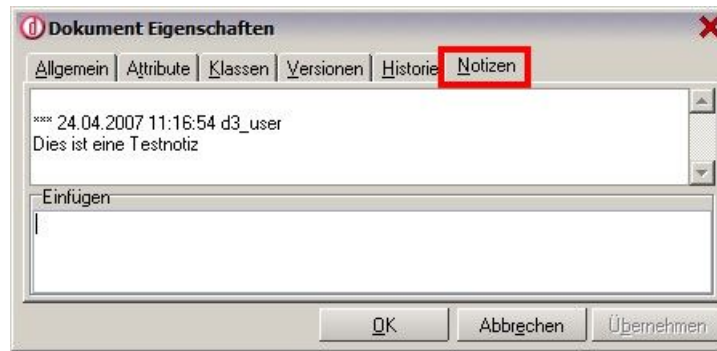 Dokument Eigenschaften
Allgemein Attribute Klassen Versionen Historie Notizen
*** 24.04.2007 11:16:54 d3_user
Dies ist eine Testnotiz
Einfügen
OK Abbrechen Übernehmen